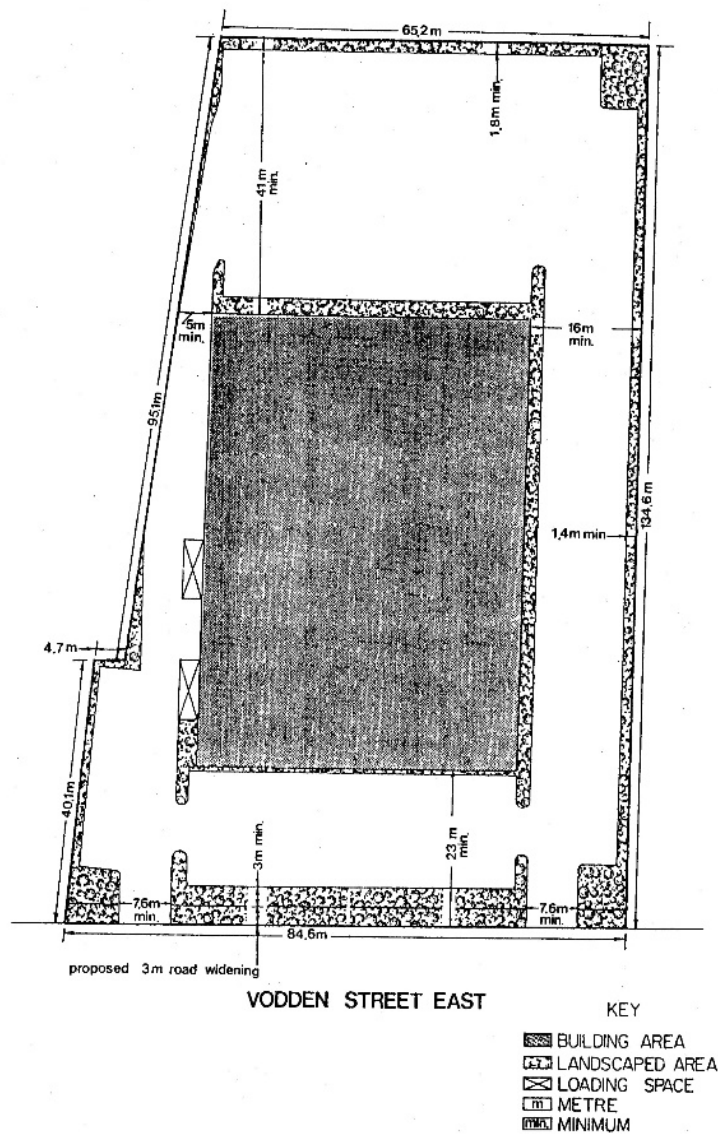 65,2m
1.8m min.
41m
min.
5m
min.
16m
min.
95,1m
134,6m
1.4m min
4.7m
40,1m
3m min.
23 m
min.
7.6m
min.
7.6m
min.
84,6m
proposed 3m road widening
VODDEN STREET EAST
KEY
BUILDING AREA
LANDSCAPED AREA
LOADING SPACE
m METRE
min. MINIMUM